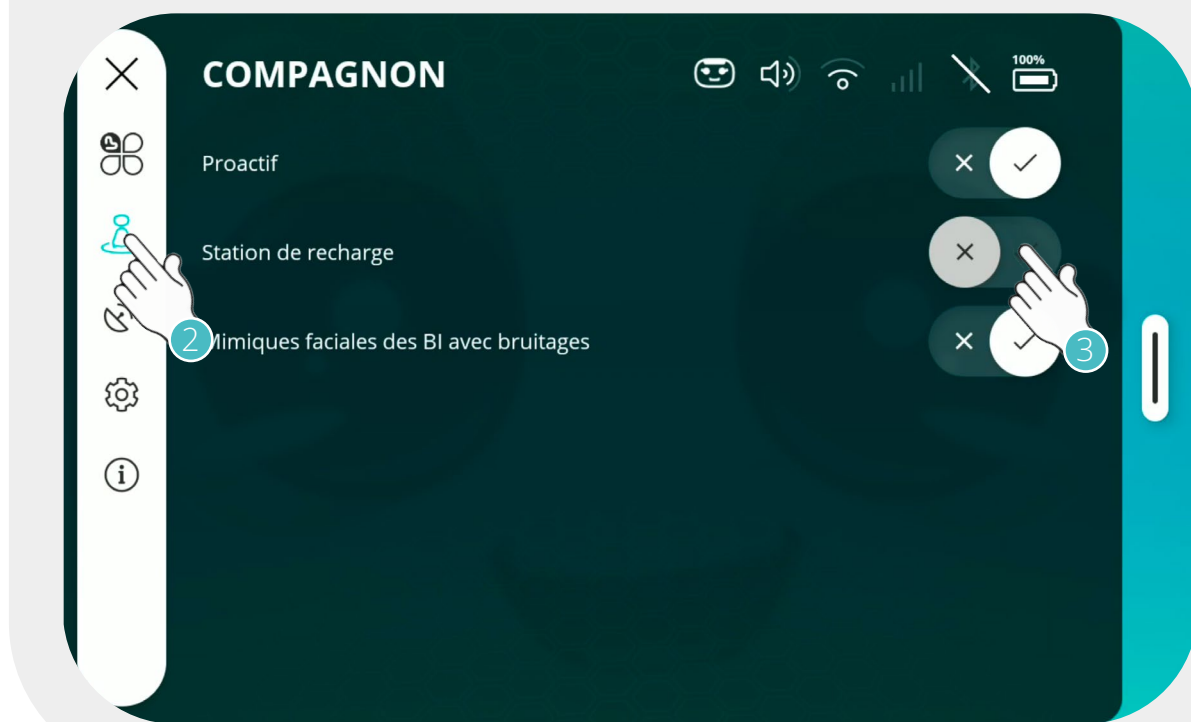 COMPAGNON
100%
Proactif
Station de recharge
2
Mimiques faciales des BI avec bruitages
3